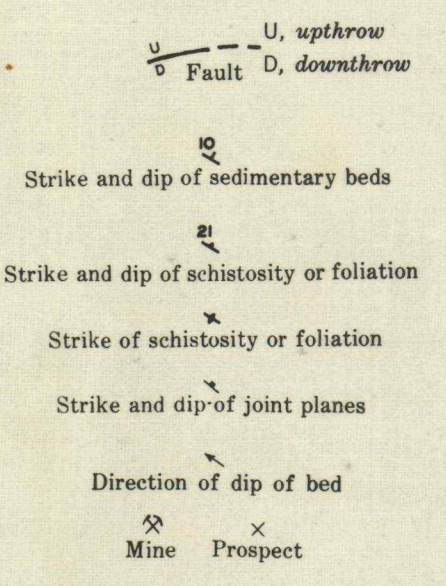 U, upthrow
U
D
Fault
D, downthrow
10
Strike and dip of sedimentary beds
21
Strike and dip of schistosity or foliation
Strike of schistosity or foliation
Strike and dip of joint planes
Direction of dip of bed
Mine Prospect